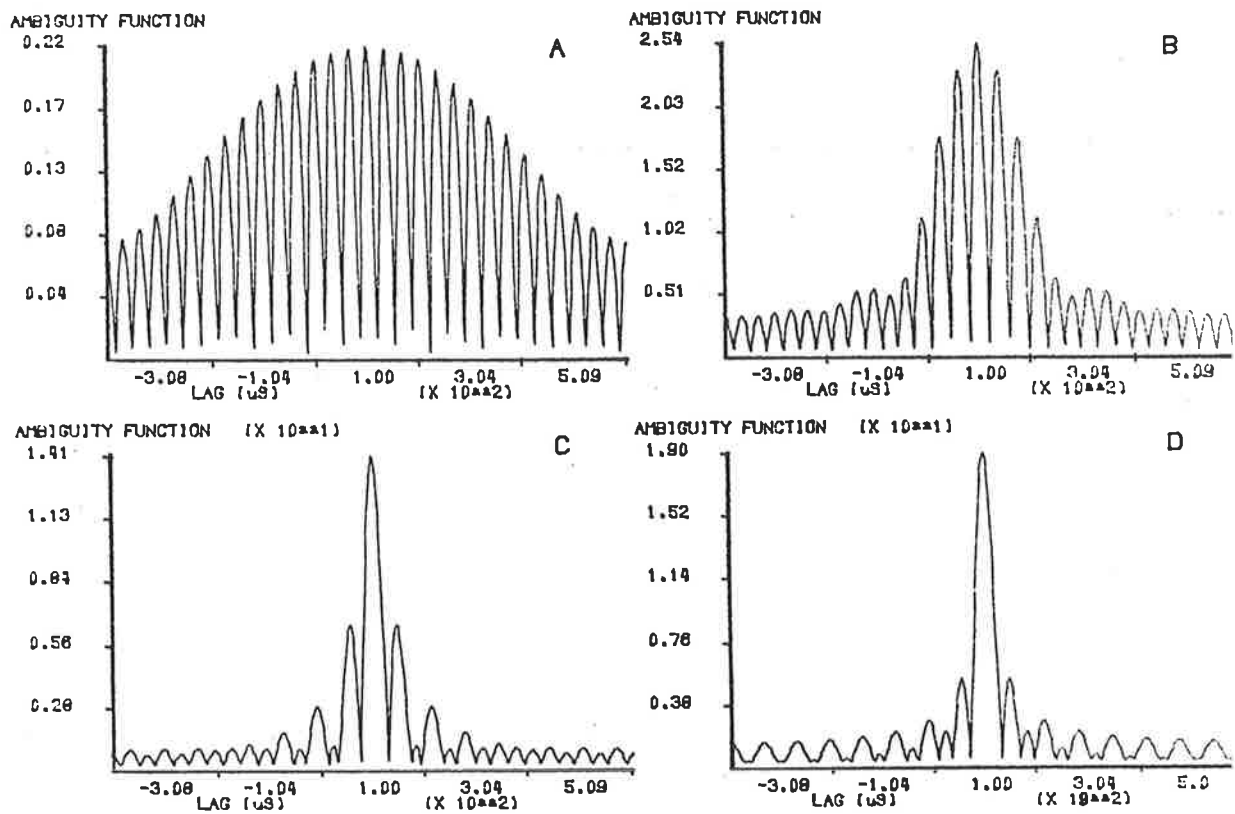 AMBIGUITY FUNCTION
A
0.22
0.17
0.13
0.08
0.04
-3.08 -1.04 1.00 3.04 5.09
LAG (uS) (X 10**2)
AMBIGUITY FUNCTION
B
2.54
2.03
1.52
1.02
0.51
-3.08 -1.04 1.00 3.04 5.09
LAG (uS) (X 10**2)
AMBIGUITY FUNCTION (X 10**1)
C
1.41
1.13
0.84
0.56
0.28
-3.08 -1.04 1.00 3.04 5.09
LAG (uS) (X 10**2)
AMBIGUITY FUNCTION (X 10**1)
D
1.90
1.52
1.14
0.76
0.38
-3.08 -1.04 1.00 3.04 5.0
LAG (uS) (X 10**2)